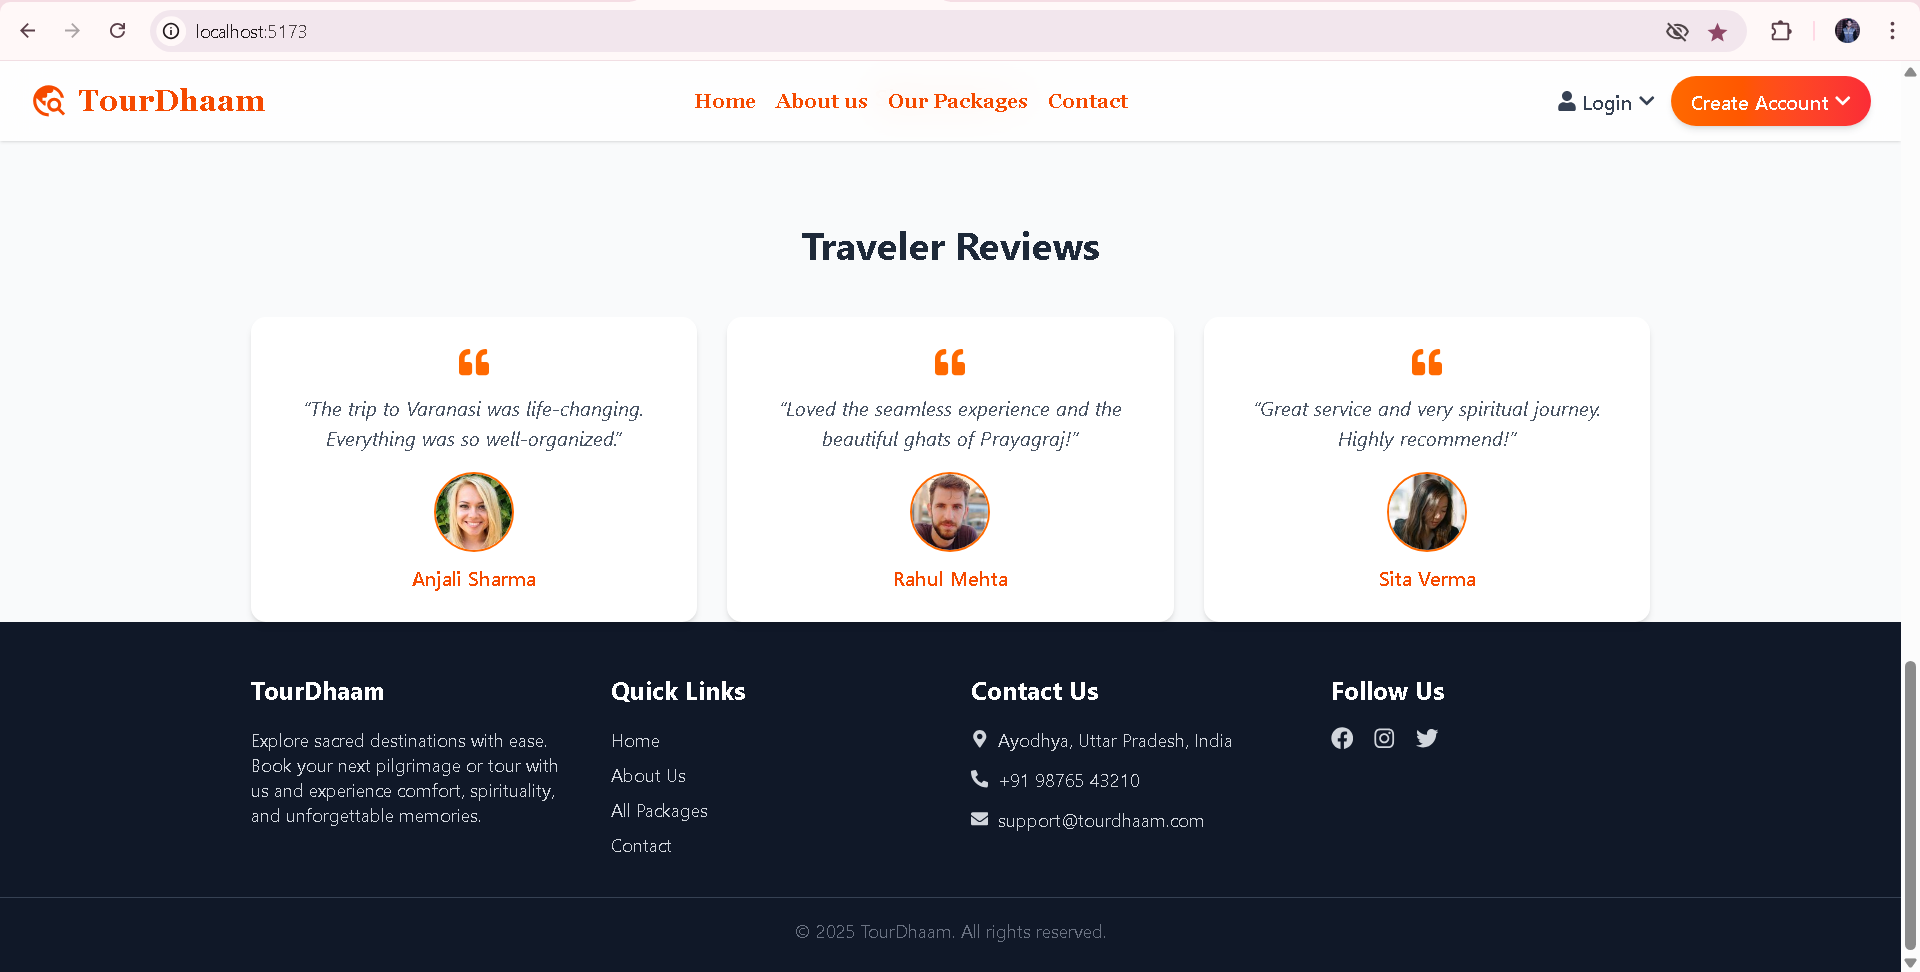 localhost:5173
TourDhaam
Home About us Our Packages Contact
Login
Create Account
Traveler Reviews
“The trip to Varanasi was life-changing.
Everything was so well-organized.”
Anjali Sharma
“Loved the seamless experience and the
beautiful ghats of Prayagraj!”
Rahul Mehta
“Great service and very spiritual journey.
Highly recommend!”
Sita Verma
TourDhaam
Explore sacred destinations with ease.
Book your next pilgrimage or tour with
us and experience comfort, spirituality,
and unforgettable memories.
Quick Links
Home
About Us
All Packages
Contact
Contact Us
Ayodhya, Uttar Pradesh, India
+91 98765 43210
support@tourdhaam.com
Follow Us
© 2025 TourDhaam. All rights reserved.